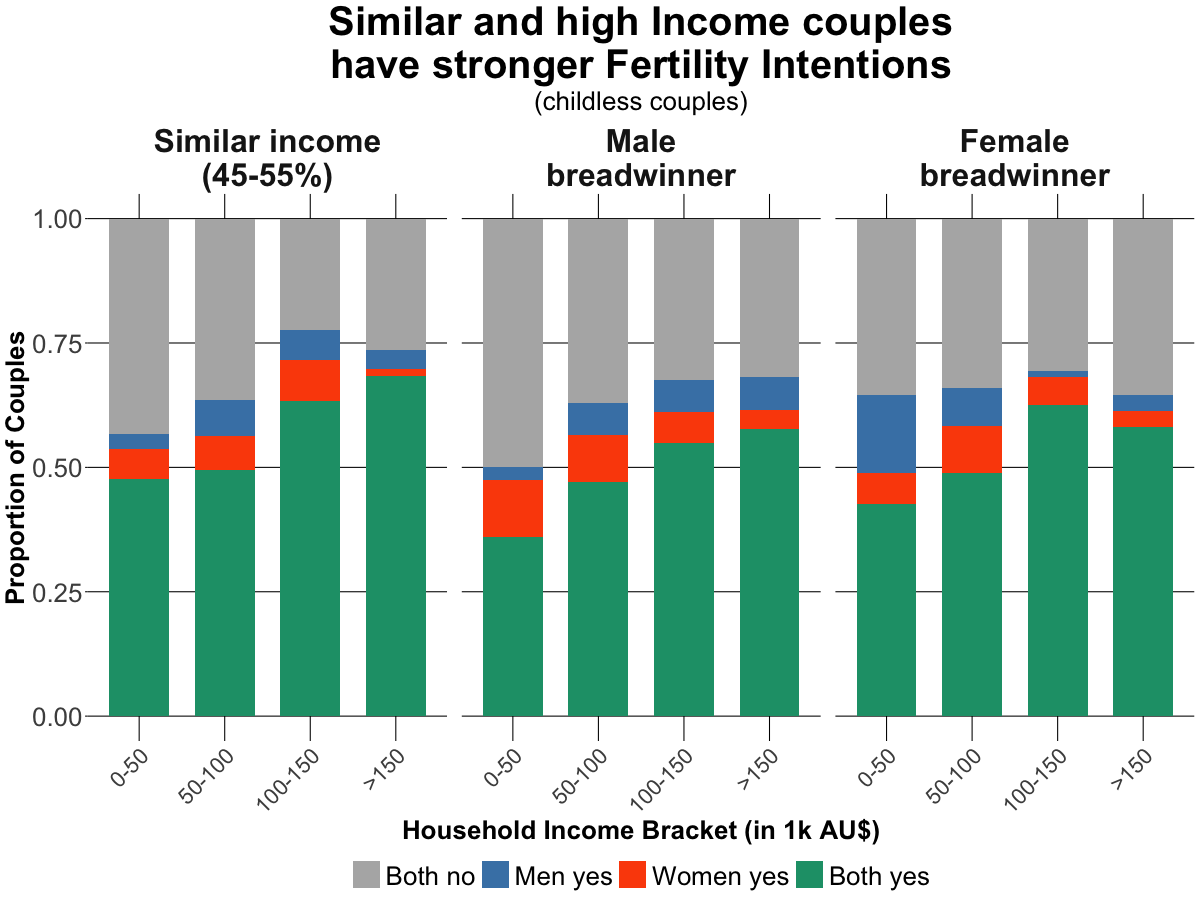 Similar and high Income couples
have stronger Fertility Intentions
(childless couples)
Similar income
(45-55%)
Male
breadwinner
Female
breadwinner
Proportion of Couples
1.00
0.75
0.50
0.25
0.00
0-50
50-100
100-150
>150
0-50
50-100
100-150
>150
0-50
50-100
100-150
>150
Household Income Bracket (in 1k AU$)
Both no
Men yes
Women yes
Both yes